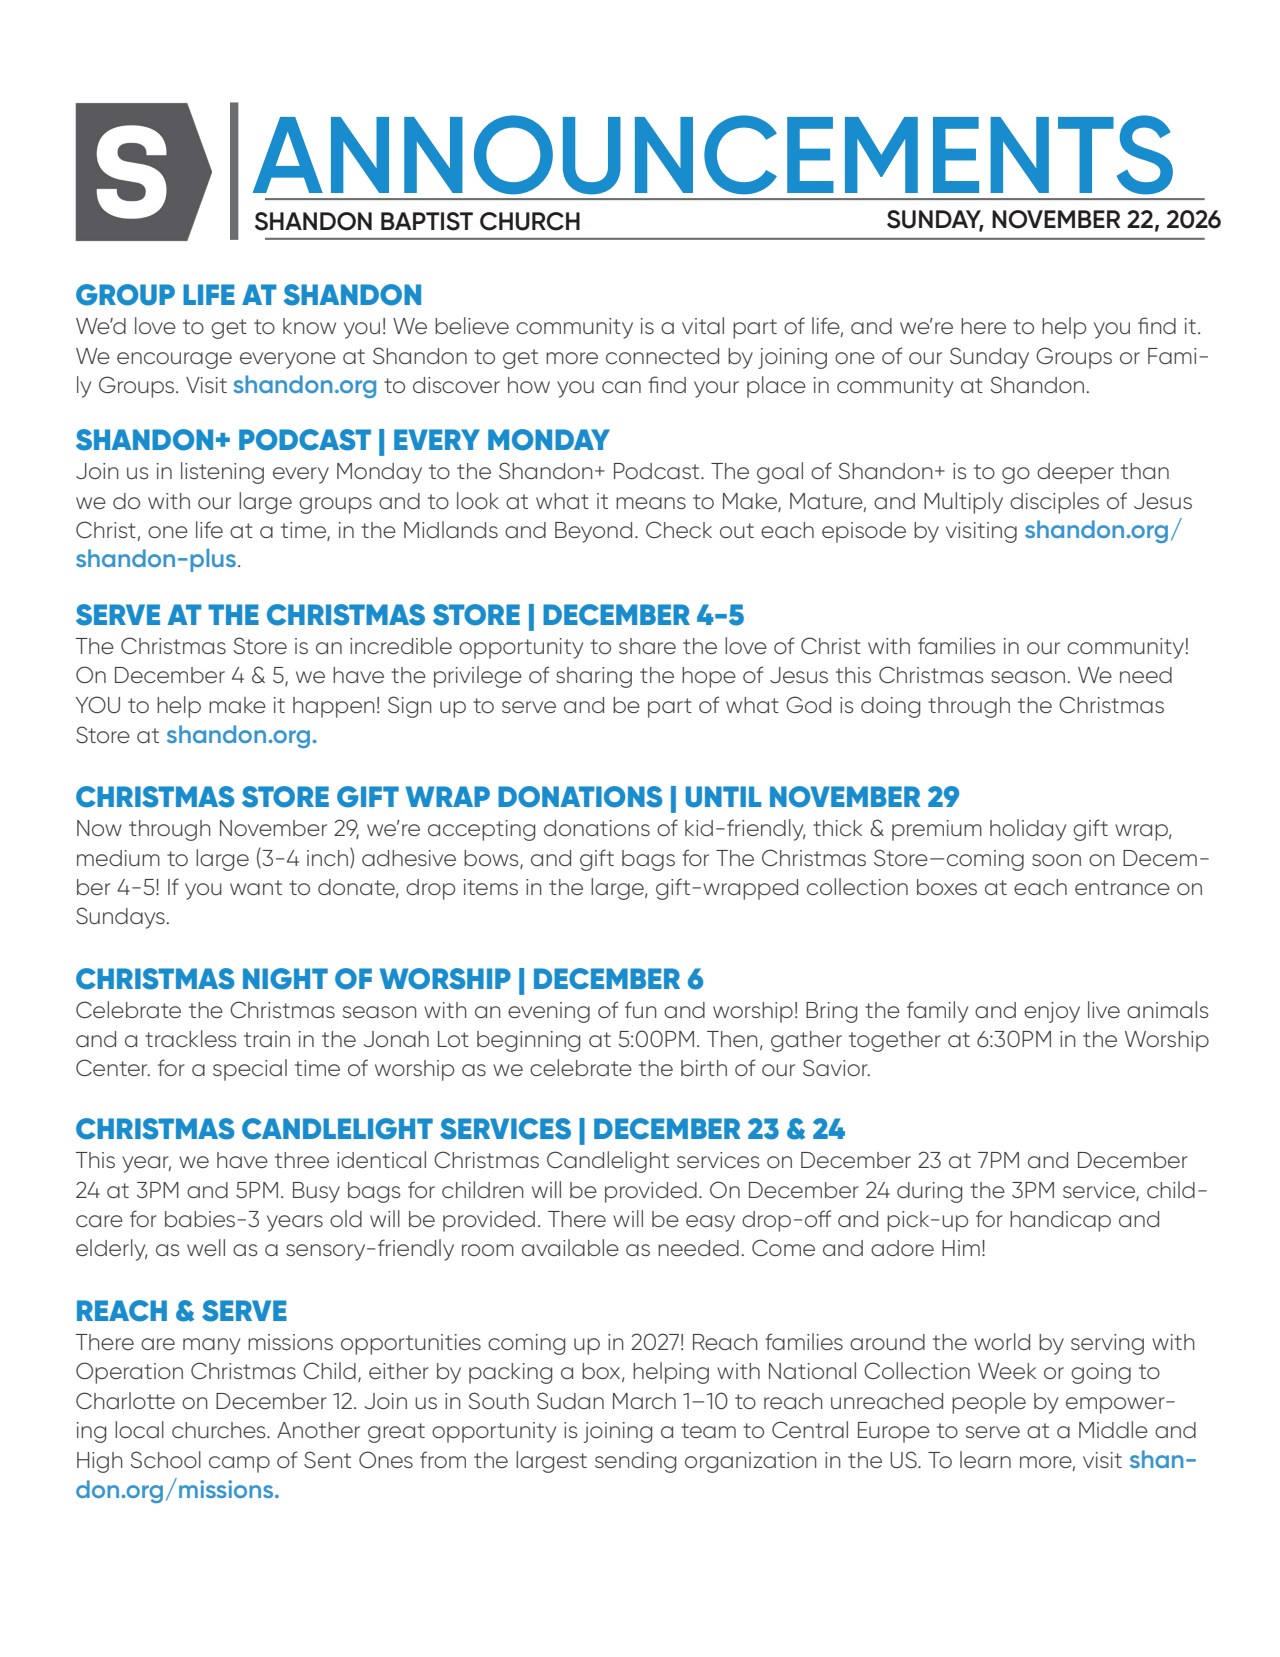 S
ANNOUNCEMENTS
SHANDON BAPTIST CHURCH
SUNDAY, NOVEMBER 22, 2026
GROUP LIFE AT SHANDON
We’d love to get to know you! We believe community is a vital part of life, and we’re here to help you find it.
We encourage everyone at Shandon to get more connected by joining one of our Sunday Groups or Fami-
ly Groups. Visit shandon.org to discover how you can find your place in community at Shandon.
SHANDON+ PODCAST | EVERY MONDAY
Join us in listening every Monday to the Shandon+ Podcast. The goal of Shandon+ is to go deeper than
we do with our large groups and to look at what it means to Make, Mature, and Multiply disciples of Jesus
Christ, one life at a time, in the Midlands and Beyond. Check out each episode by visiting shandon.org/
shandon-plus.
SERVE AT THE CHRISTMAS STORE | DECEMBER 4-5
The Christmas Store is an incredible opportunity to share the love of Christ with families in our community!
On December 4 & 5, we have the privilege of sharing the hope of Jesus this Christmas season. We need
YOU to help make it happen! Sign up to serve and be part of what God is doing through the Christmas
Store at shandon.org.
CHRISTMAS STORE GIFT WRAP DONATIONS | UNTIL NOVEMBER 29
Now through November 29, we’re accepting donations of kid-friendly, thick & premium holiday gift wrap,
medium to large (3-4 inch) adhesive bows, and gift bags for The Christmas Store—coming soon on Decem-
ber 4-5! If you want to donate, drop items in the large, gift-wrapped collection boxes at each entrance on
Sundays.
CHRISTMAS NIGHT OF WORSHIP | DECEMBER 6
Celebrate the Christmas season with an evening of fun and worship! Bring the family and enjoy live animals
and a trackless train in the Jonah Lot beginning at 5:00PM. Then, gather together at 6:30PM in the Worship
Center. for a special time of worship as we celebrate the birth of our Savior.
CHRISTMAS CANDLELIGHT SERVICES | DECEMBER 23 & 24
This year, we have three identical Christmas Candlelight services on December 23 at 7PM and December
24 at 3PM and 5PM. Busy bags for children will be provided. On December 24 during the 3PM service, child-
care for babies-3 years old will be provided. There will be easy drop-off and pick-up for handicap and
elderly, as well as a sensory-friendly room available as needed. Come and adore Him!
REACH & SERVE
There are many missions opportunities coming up in 2027! Reach families around the world by serving with
Operation Christmas Child, either by packing a box, helping with National Collection Week or going to
Charlotte on December 12. Join us in South Sudan March 1–10 to reach unreached people by empower-
ing local churches. Another great opportunity is joining a team to Central Europe to serve at a Middle and
High School camp of Sent Ones from the largest sending organization in the US. To learn more, visit shan-
don.org/missions.